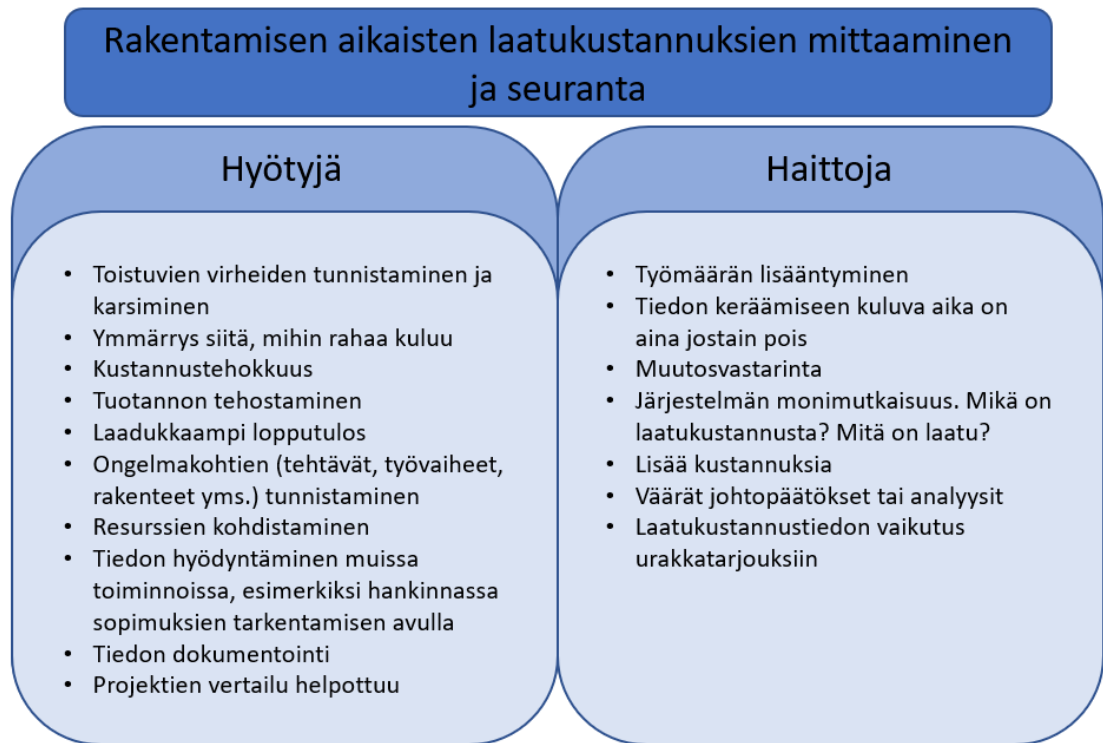 Rakentamisen aikaisten laatukustannuksien mittaaminen
ja seuranta
Hyötyjä
• Toistuvien virheiden tunnistaminen ja
karsiminen
• Ymmärrys siitä, mihin rahaa kuluu
• Kustannustehokkuus
• Tuotannon tehostaminen
• Laadukkaampi lopputulos
• Ongelmakohtien (tehtävät, työvaiheet,
rakenteet yms.) tunnistaminen
• Resurssien kohdistaminen
• Tiedon hyödyntäminen muissa
toiminnoissa, esimerkiksi hankinnassa
sopimuksien tarkentamisen avulla
• Tiedon dokumentointi
• Projektien vertailu helpottuu
Haittoja
• Työmäärän lisääntyminen
• Tiedon keräämiseen kuluva aika on
aina jostain pois
• Muutosvastarinta
• Järjestelmän monimutkaisuus. Mikä on
laatukustannusta? Mitä on laatu?
• Lisää kustannuksia
• Väärät johtopäätökset tai analyysit
• Laatukustannustiedon vaikutus
urakkatarjouksiin